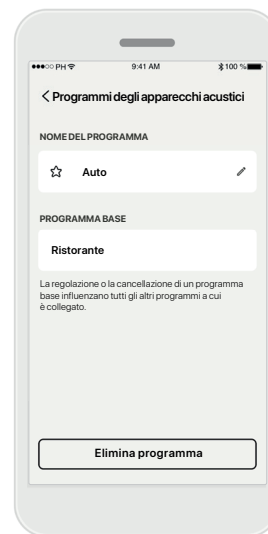 ●●●○○ PH 9:41 AM 100 %
Programmi degli apparecchi acustici
NOME DEL PROGRAMMA
Auto
PROGRAMMA BASE
Ristorante
La regolazione o la cancellazione di un programma
base influenzano tutti gli altri programmi a cui
è collegato.
Elimina programma